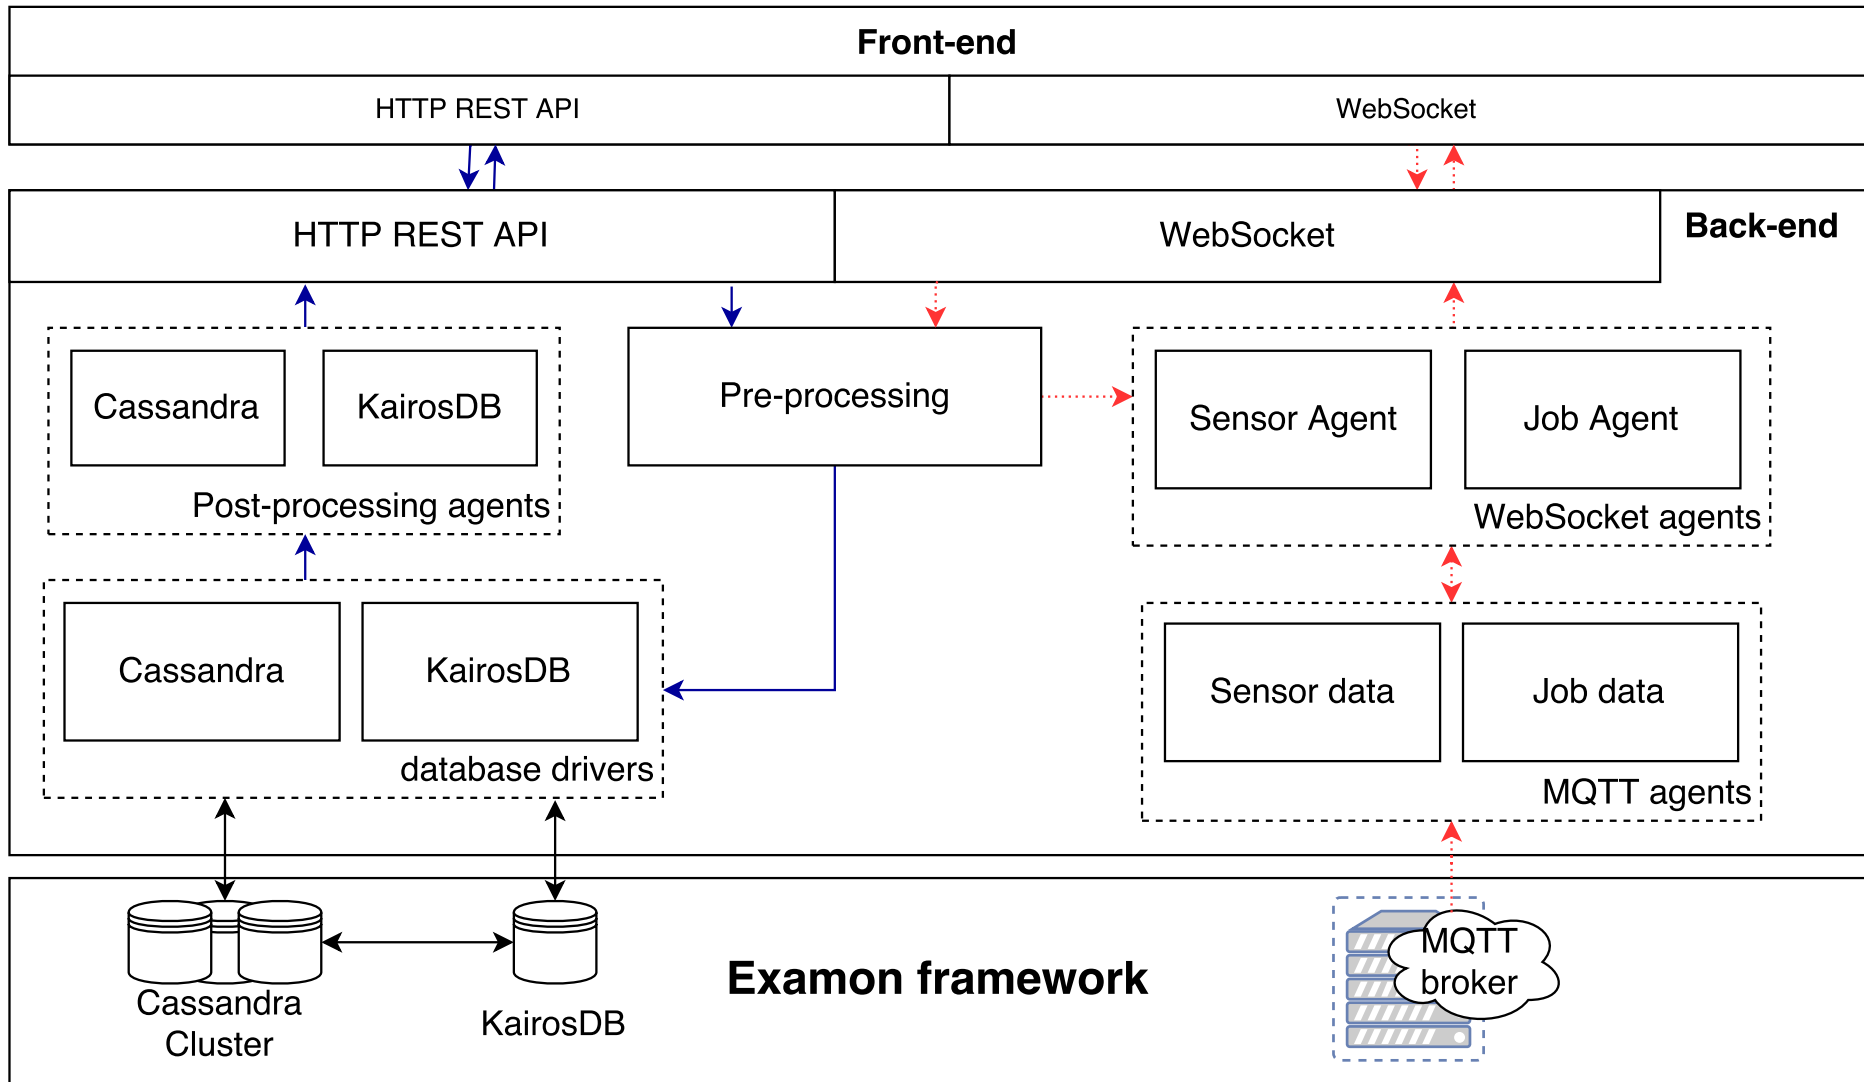 Front-end
HTTP REST API
WebSocket
HTTP REST API
WebSocket
Back-end
Cassandra
KairosDB
Post-processing agents
Pre-processing
Sensor Agent
Job Agent
WebSocket agents
Cassandra
KairosDB
database drivers
Sensor data
Job data
MQTT agents
Cassandra
Cluster
KairosDB
Examon framework
MQTT
broker